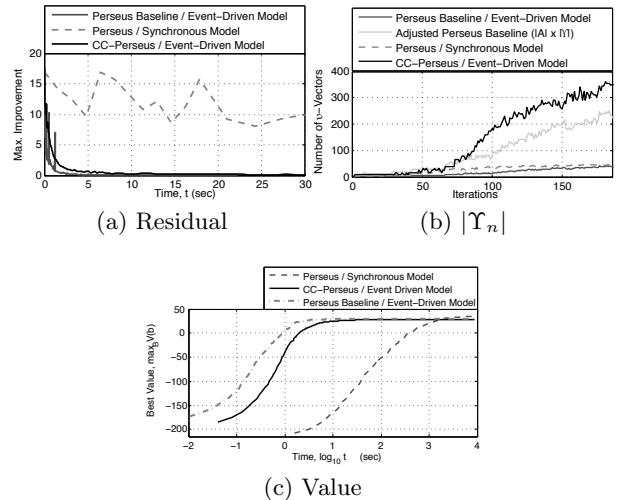 Perseus Baseline / Event−Driven Model
Perseus / Synchronous Model
CC−Perseus / Event−Driven Model
20
15
10
5
0
Max. Improvement
0 5 10 15 20 25 30
Time, t (sec)
(a) Residual
Perseus Baseline / Event−Driven Model
Adjusted Perseus Baseline (|A| x |Υ|)
Perseus / Synchronous Model
CC−Perseus / Event−Driven Model
400
300
200
100
0
Number of υ−Vectors
0 50 100 150
Iterations
(b) |Υn|
Perseus / Synchronous Model
CC−Perseus / Event Driven Model
Perseus Baseline / Event−Driven Model
50
0
−50
−100
−150
−200
Best Value, maxBV(b)
−2 −1 0 1 2 3 4
Time, log10 t (sec)
(c) Value